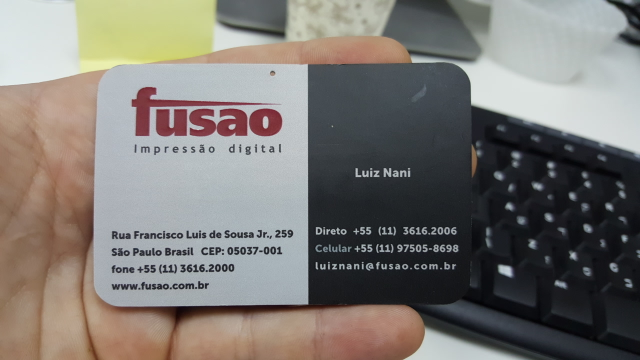 fusao
Impressão digital
Rua Francisco Luis de Sousa Jr., 259
São Paulo Brasil CEP: 05037-001
fone +55 (11) 3616.2000
www.fusao.com.br
Luiz Nani
Direto +55 (11) 3616.2006
Celular +55 (11) 97505-8698
luiznani@fusao.com.br